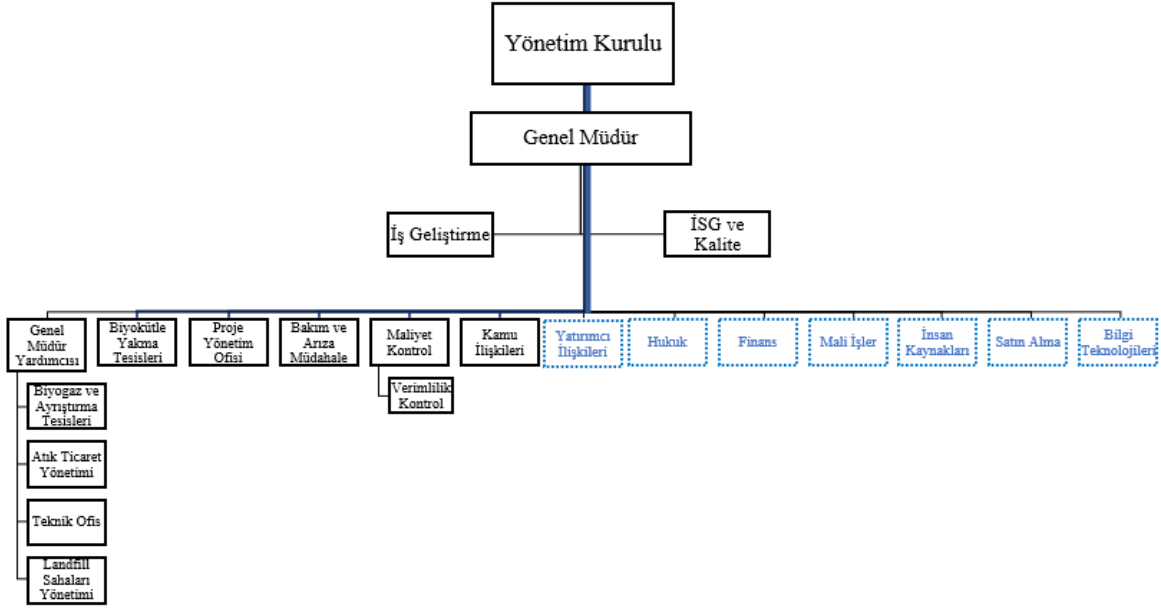 Yönetim Kurulu
Genel Müdür
İş Geliştirme
İSG ve
Kalite
Genel
Müdür
Yardımcısı
Biyokütle
Yakma
Tesisleri
Proje
Yönetim
Ofisi
Bakım ve
Arıza
Müdahale
Maliyet
Kontrol
Kamu
İlişkileri
Yatırımcı
İlişkileri
Hukuk
Finans
Mali İşler
İnsan
Kaynakları
Satın Alma
Bilgi
Teknolojileri
Verimlilik
Kontrol
Biyogaz ve
Ayrıştırma
Tesisleri
Atık Ticaret
Yönetimi
Teknik Ofis
Landfill
Sahaları
Yönetimi